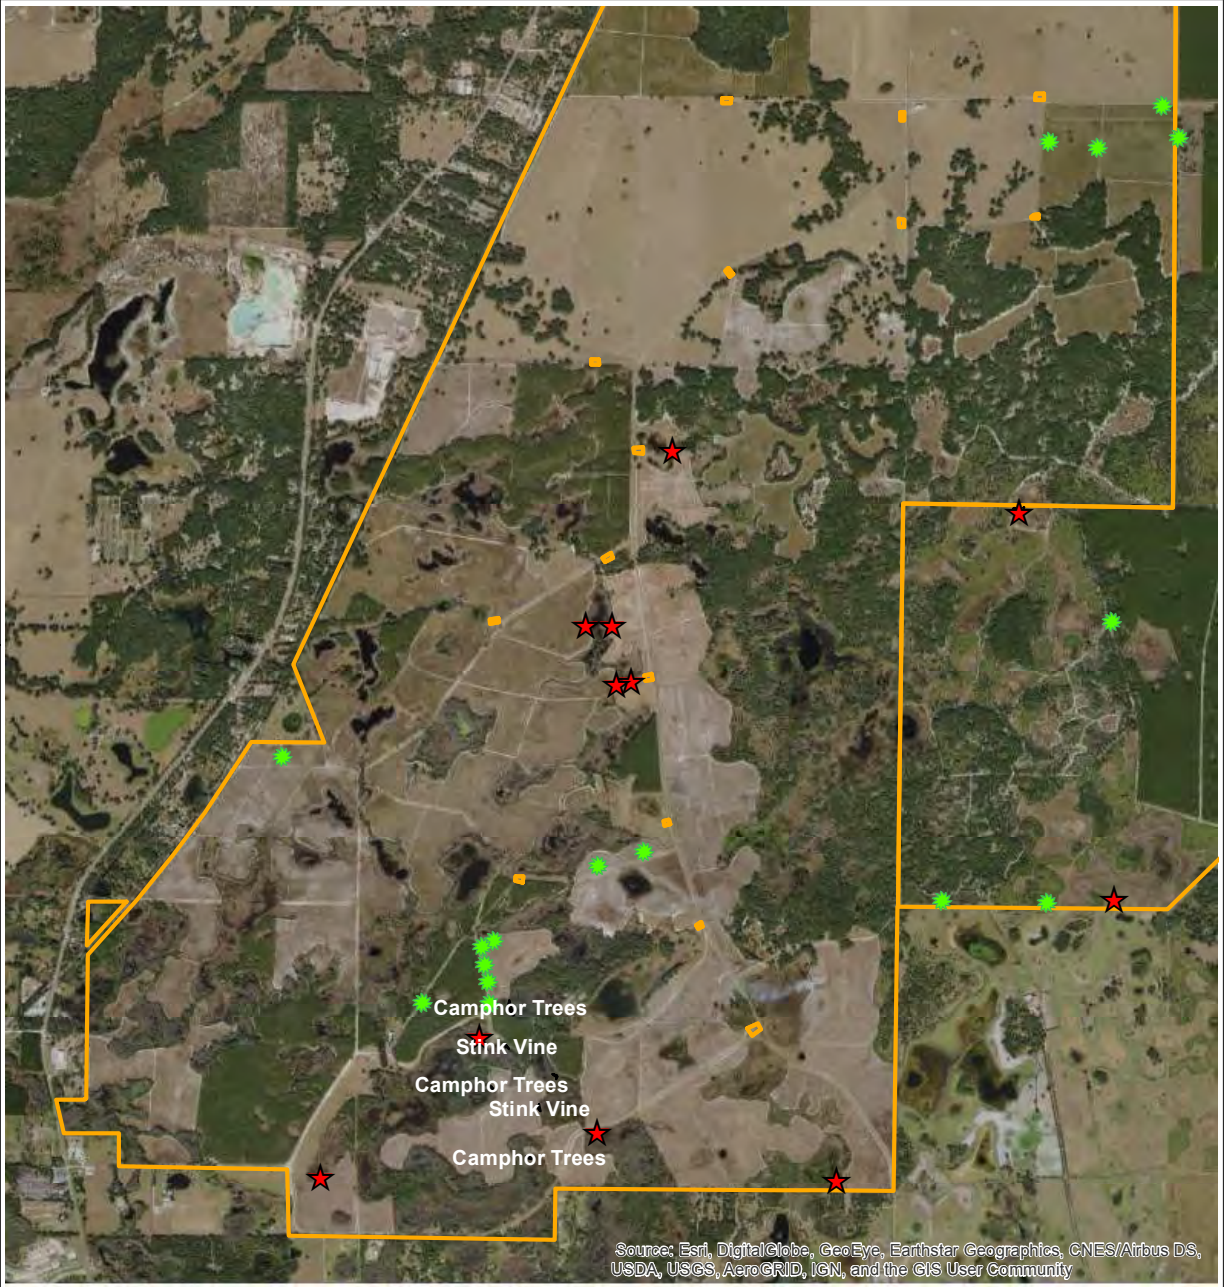 Camphor Trees
Stink Vine
Camphor Trees
Stink Vine
Camphor Trees
Source: Esri, DigitalGlobe, GeoEye, Earthstar Geographics, CNES/Airbus DS,
USDA, USGS, AeroGRID, IGN, and the GIS User Community